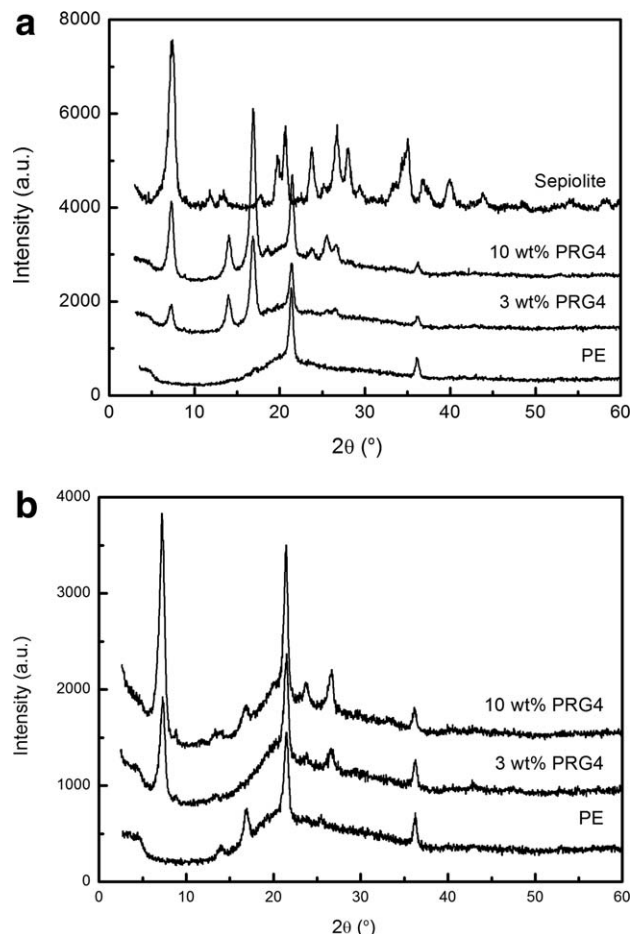 a
8000
6000
4000
2000
0
Intensity (a.u.)
Sepiolite
10 wt% PRG4
3 wt% PRG4
PE
0 10 20 30 40 50 60
2θ (°)
b
4000
3000
2000
1000
0
Intensity (a.u.)
10 wt% PRG4
3 wt% PRG4
PE
0 10 20 30 40 50 60
2θ (°)